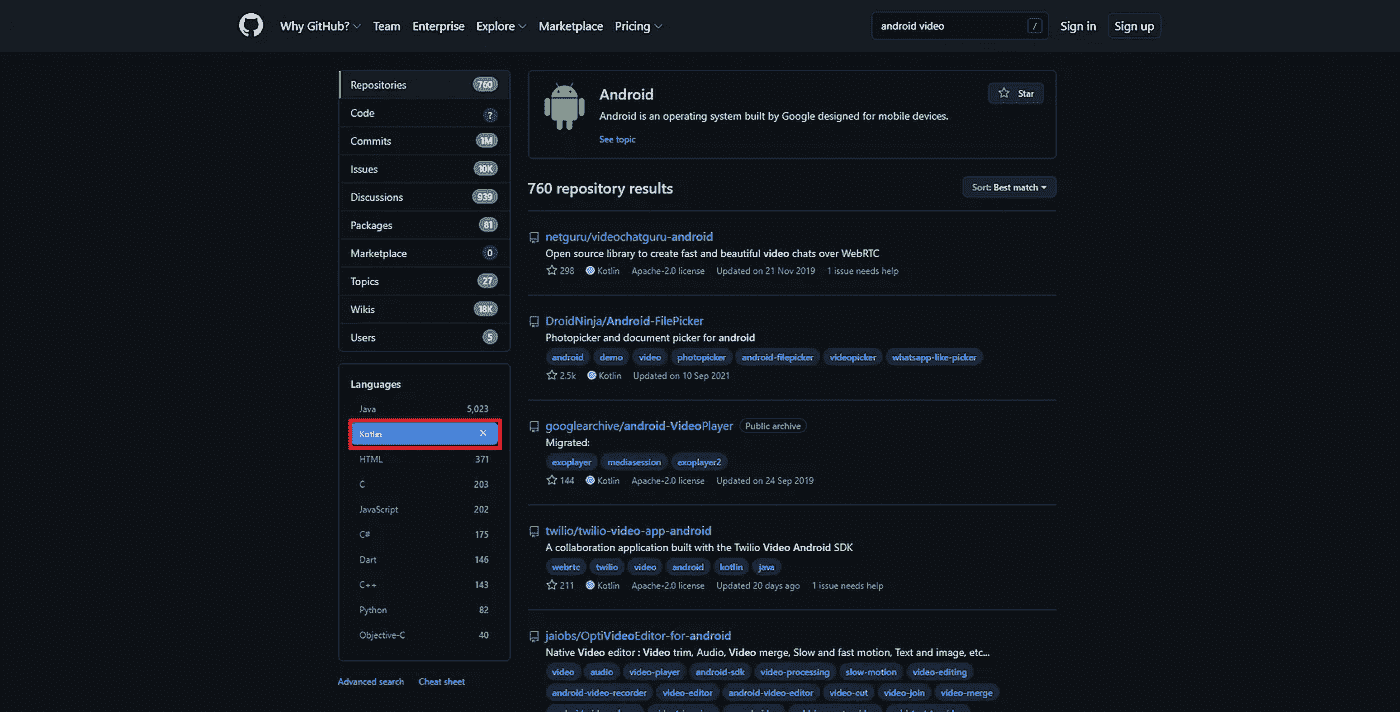 Why GitHub? Team Enterprise Explore Marketplace Pricing android video / Sign in Sign up
Repositories 760
Code ?
Commits 1M
Issues 10K
Discussions 939
Packages 81
Marketplace 0
Topics 27
Wikis 18K
Users 5
Languages
Java 5,023
Kotlin ×
HTML 371
C 203
JavaScript 202
C# 175
Dart 146
C++ 143
Python 82
Objective-C 40
Advanced search Cheat sheet
Android
Star
Android is an operating system built by Google designed for mobile devices.
See topic
760 repository results
Sort: Best match
netguru/videochatguru-android
Open source library to create fast and beautiful video chats over WebRTC
298 Kotlin Apache-2.0 license Updated on 21 Nov 2019 1 issue needs help
DroidNinja/Android-FilePicker
Photopicker and document picker for android
android demo video photopicker android-filepicker videopicker whatsapp-like-picker
2.5k Kotlin Updated on 10 Sep 2021
googlearchive/android-VideoPlayer Public archive
Migrated:
exoplayer mediasession exoplayer2
144 Kotlin Apache-2.0 license Updated on 24 Sep 2019
twilio/twilio-video-app-android
A collaboration application built with the Twilio Video Android SDK
webrtc twilio video android kotlin java
211 Kotlin Apache-2.0 license Updated 20 days ago 1 issue needs help
jaiobs/OptiVideoEditor-for-android
Native Video editor : Video trim, Audio, Video merge, Slow and fast motion, Text and image, etc...
video audio video-player android-sdk video-processing slow-motion video-editing
android-video-recorder video-editor android-video-editor video-cut video-join video-merge